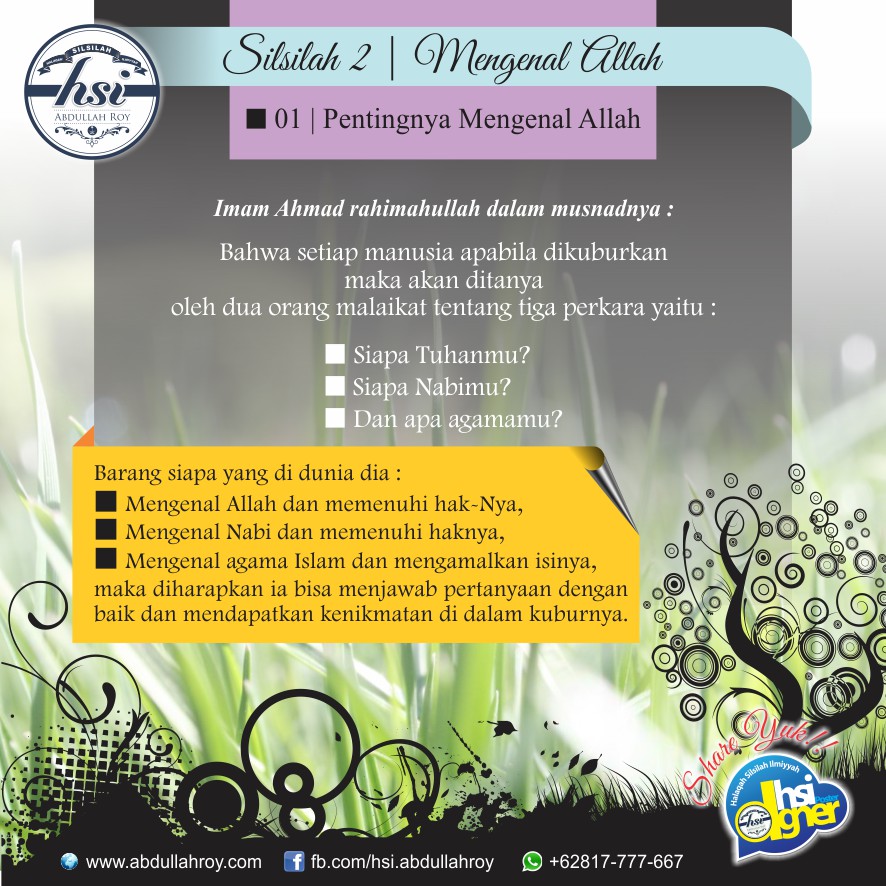 SILSILAH
hsi
ABDULLAH ROY
Silsilah 2 | Mengenal Allah
01 | Pentingnya Mengenal Allah
Imam Ahmad rahimahullah dalam musnadnya :
Bahwa setiap manusia apabila dikuburkan
maka akan ditanya
oleh dua orang malaikat tentang tiga perkara yaitu :
Siapa Tuhanmu?
Siapa Nabimu?
Dan apa agamamu?
Barang siapa yang di dunia dia :
Mengenal Allah dan memenuhi hak-Nya,
Mengenal Nabi dan memenuhi haknya,
Mengenal agama Islam dan mengamalkan isinya,
maka diharapkan ia bisa menjawab pertanyaan dengan
baik dan mendapatkan kenikmatan di dalam kuburnya.
Share Yuk!!
Halaqah Silsilah Ilmiyyah
hsi
Poster
dsigner
hsi
www.abdullahroy.com
fb.com/hsi.abdullahroy
+62817-777-667